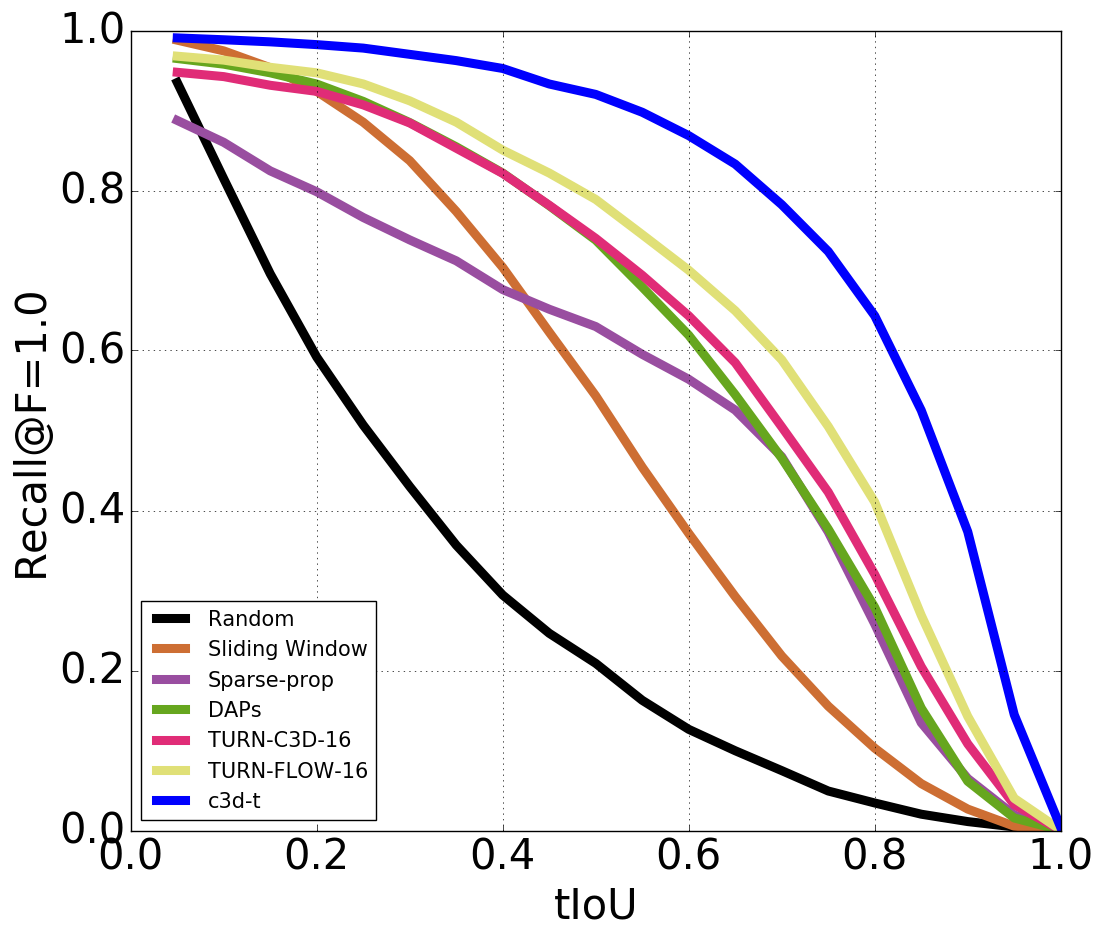 1.0
0.8
0.6
0.4
0.2
0.0
Recall@F=1.0
Random
Sliding Window
Sparse-prop
DAPs
TURN-C3D-16
TURN-FLOW-16
c3d-t
0.0 0.2 0.4 0.6 0.8 1.0
tIoU